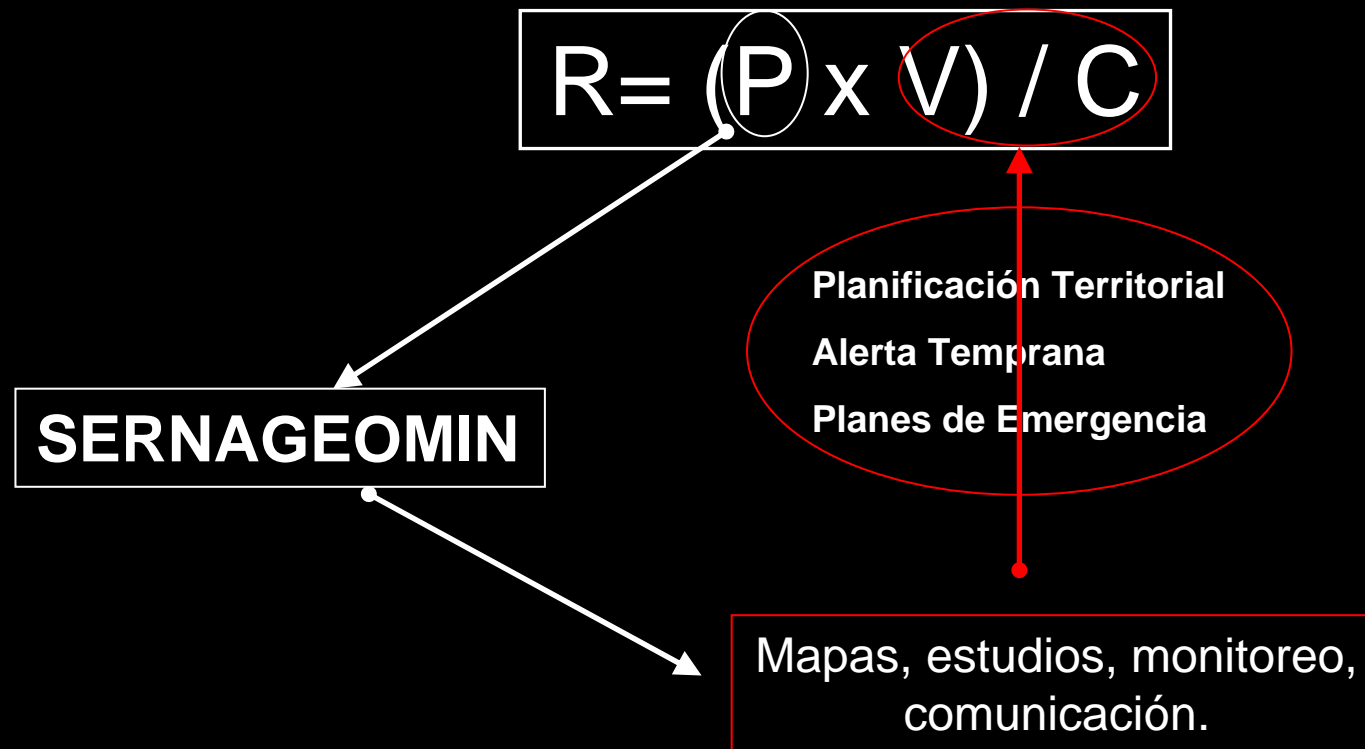 R= (P x V) / C
Planificación Territorial
Alerta Temprana
Planes de Emergencia
SERNAGEOMIN
Mapas, estudios, monitoreo,
comunicación.